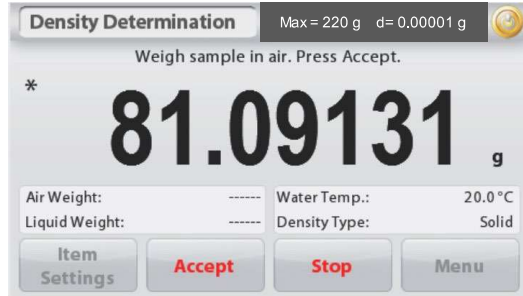 Density Determination Max = 220 g d= 0.00001 g
Weigh sample in air. Press Accept.
*
81.09131 g
Air Weight: ------ Water Temp.: 20.0°C
Liquid Weight: ------ Density Type: Solid
Item Settings Accept Stop Menu